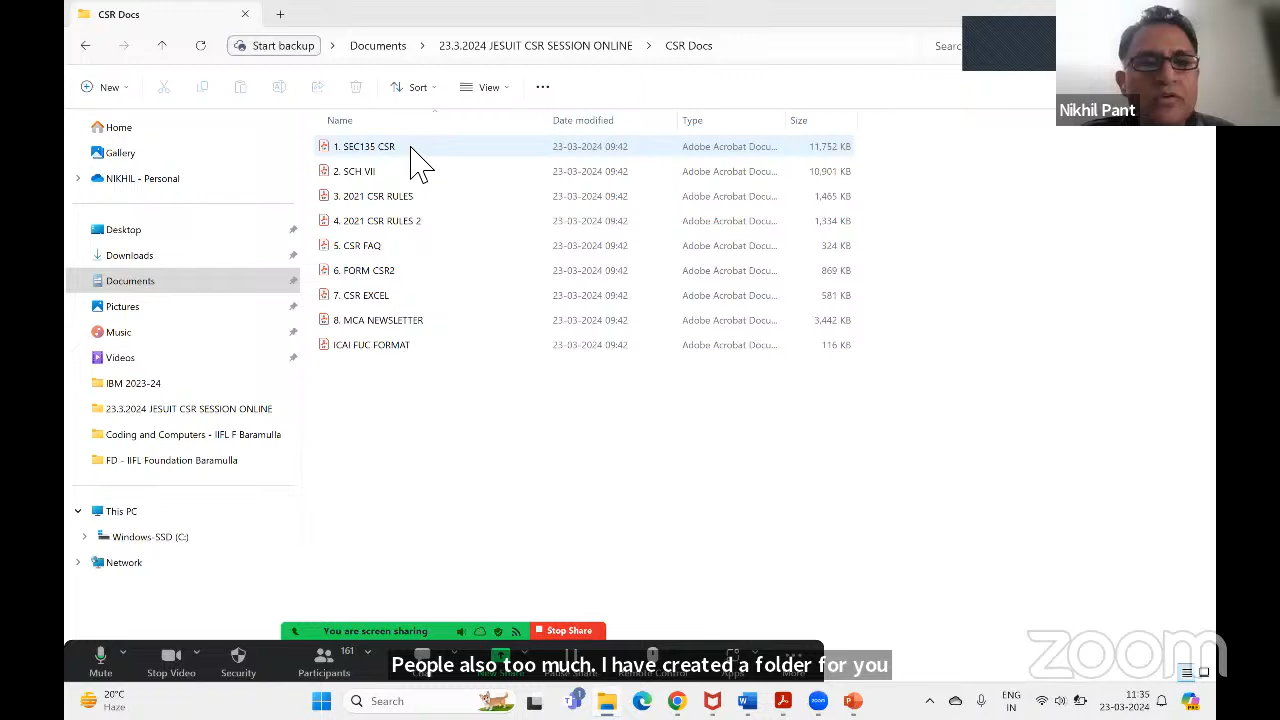 CSR Docs
Start backup
Documents
23.3.2024 JESUIT CSR SESSION ONLINE
CSR Docs
Searc
Nikhil Pant
New
Sort
View
Name
Date modified
Type
Size
Home
Gallery
NIKHIL - Personal
Desktop
Downloads
Documents
Pictures
Music
Videos
IBM 2023-24
23.3.2024 JESUIT CSR SESSION ONLINE
Coding and Computers - IIFL F Baramulla
FD - IIFL Foundation Baramulla
This PC
Windows-SSD (C:)
Network
1. SEC135 CSR 23-03-2024 09:42 Adobe Acrobat Docu... 11,752 KB
2. SCH VII 23-03-2024 09:42 Adobe Acrobat Docu... 10,901 KB
3. 2021 CSR RULES 23-03-2024 09:42 Adobe Acrobat Docu... 1,465 KB
4. 2021 CSR RULES 2 23-03-2024 09:42 Adobe Acrobat Docu... 1,334 KB
5. CSR FAQ 23-03-2024 09:42 Adobe Acrobat Docu... 324 KB
6. FORM CSR2 23-03-2024 09:42 Adobe Acrobat Docu... 869 KB
7. CSR EXCEL 23-03-2024 09:42 Adobe Acrobat Docu... 581 KB
8. MCA NEWSLETTER 23-03-2024 09:42 Adobe Acrobat Docu... 3,442 KB
ICAI FUC FORMAT 23-03-2024 09:42 Adobe Acrobat Docu... 116 KB
You are screen sharing
Stop Share
Mute
Stop Video
Security
Participants
161
New Share
Pause Share
Remote Control
Apps
More
People also too much. I have created a folder for you
zoom
20°C
Haze
Search
1
zoom
ENG
IN
11:35
23-03-2024